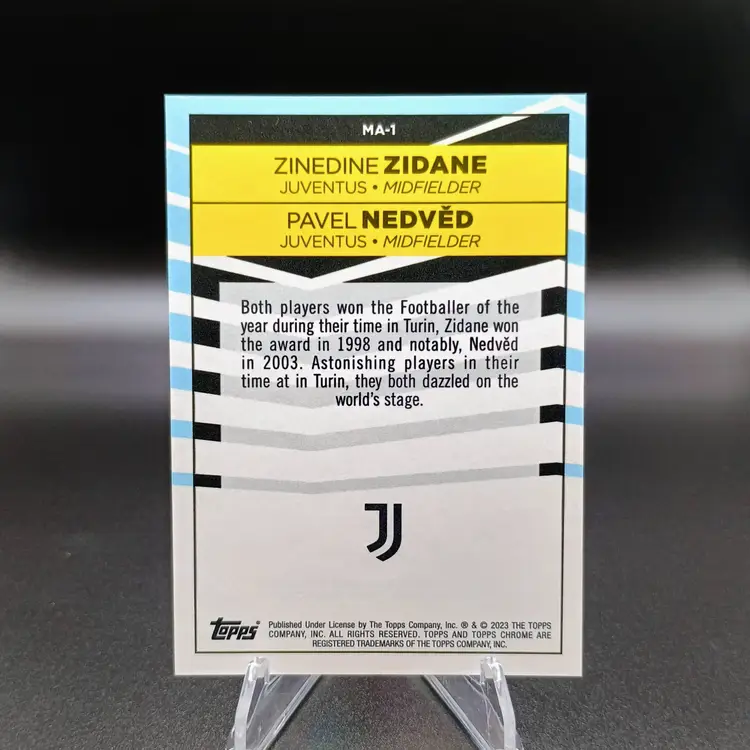 MA-1
ZINEDINE ZIDANE
JUVENTUS • MIDFIELDER
PAVEL NEDVĚD
JUVENTUS • MIDFIELDER
Both players won the Footballer of the
year during their time in Turin, Zidane won
the award in 1998 and notably, Nedvěd
in 2003. Astonishing players in their
time at in Turin, they both dazzled on the
world's stage.
J
topps Published Under License by The Topps Company, Inc. ® & © 2023 THE TOPPS
COMPANY, INC. ALL RIGHTS RESERVED. TOPPS AND TOPPS CHROME ARE
REGISTERED TRADEMARKS OF THE TOPPS COMPANY, INC.